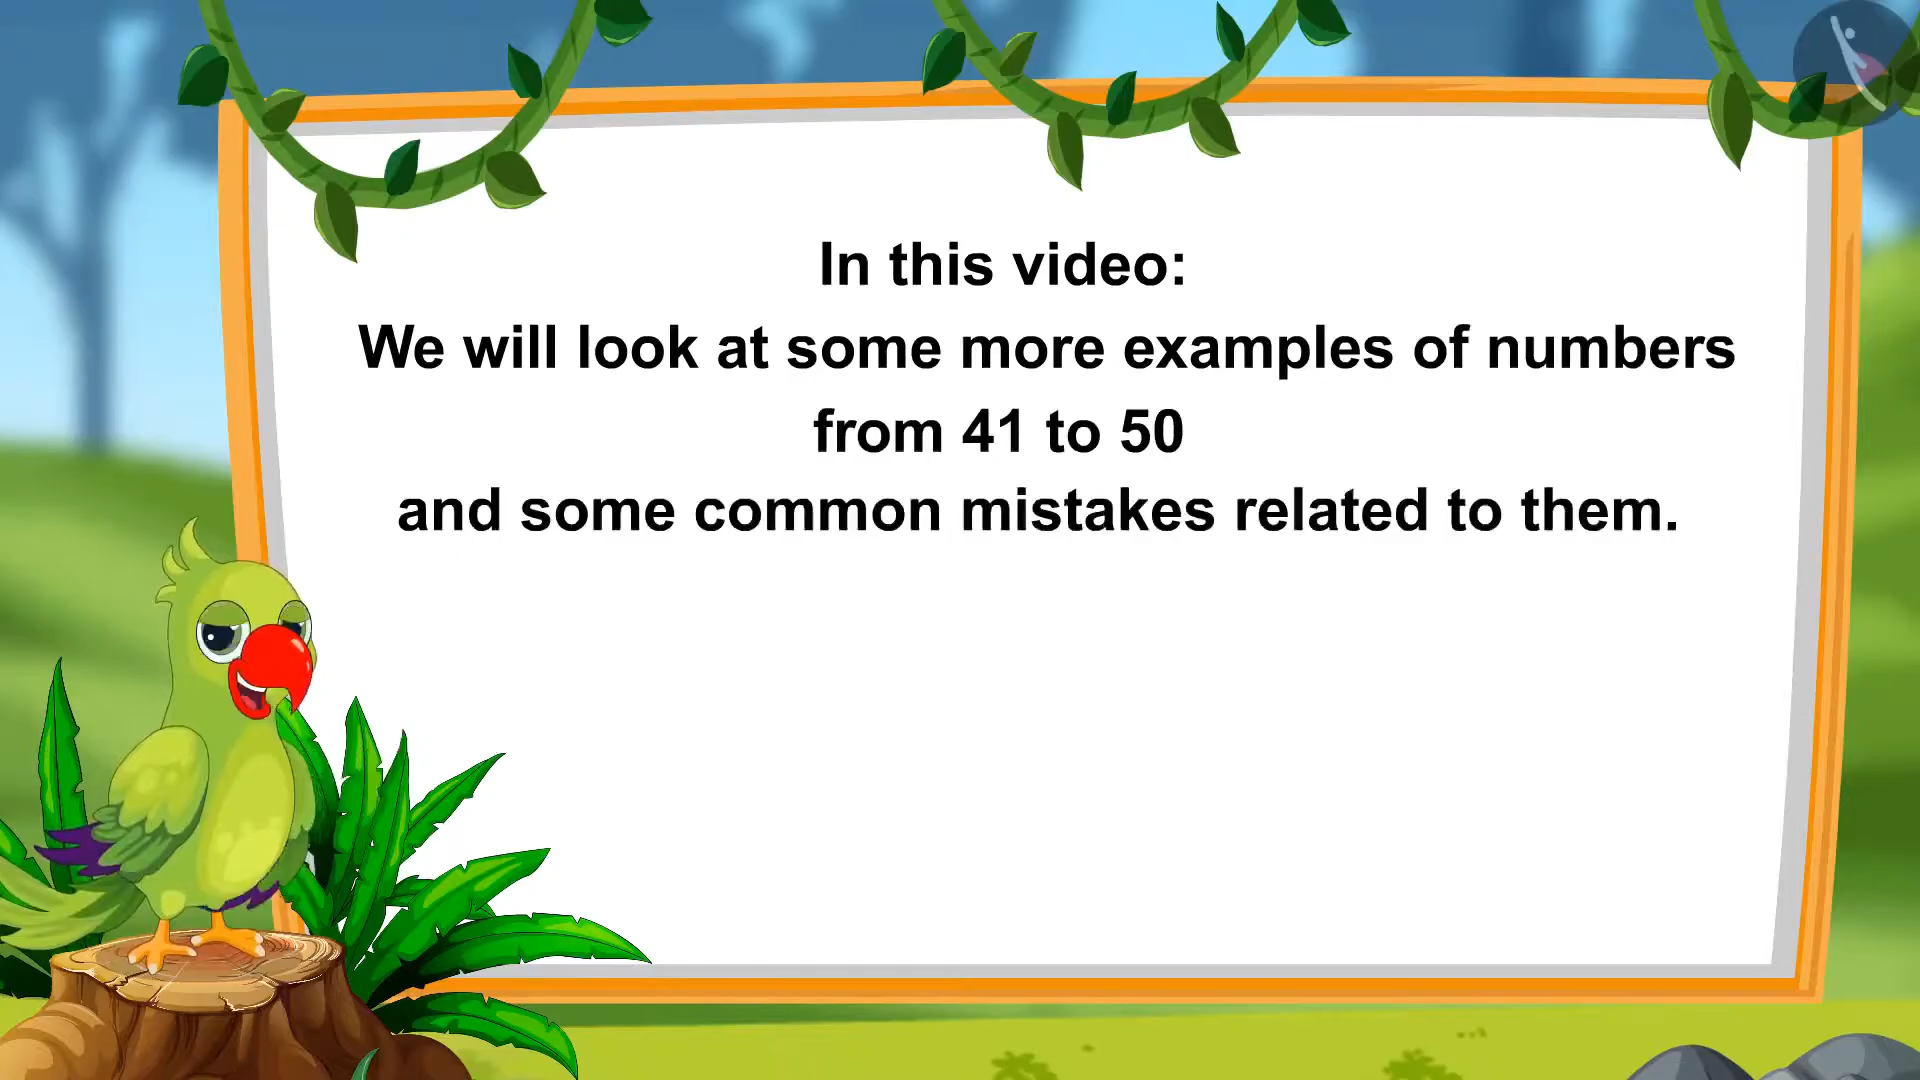 In this video:
We will look at some more examples of numbers
from 41 to 50
and some common mistakes related to them.